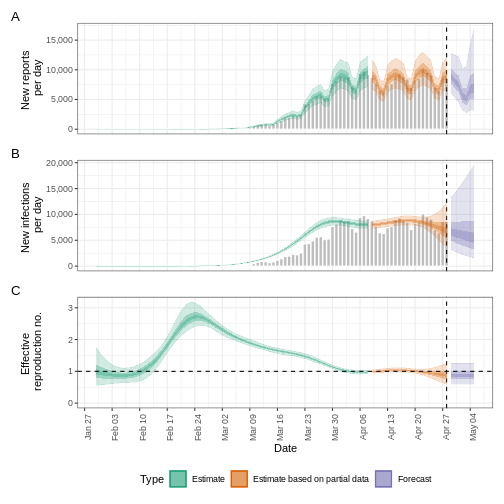 A
New reports
per day
15,000
10,000
5,000
0
B
New infections
per day
20,000
15,000
10,000
5,000
0
C
Effective
reproduction no.
3
2
1
0
Jan 27
Feb 03
Feb 10
Feb 17
Feb 24
Mar 02
Mar 09
Mar 16
Mar 23
Mar 30
Apr 06
Apr 13
Apr 20
Apr 27
May 04
Date
Type Estimate Estimate based on partial data Forecast